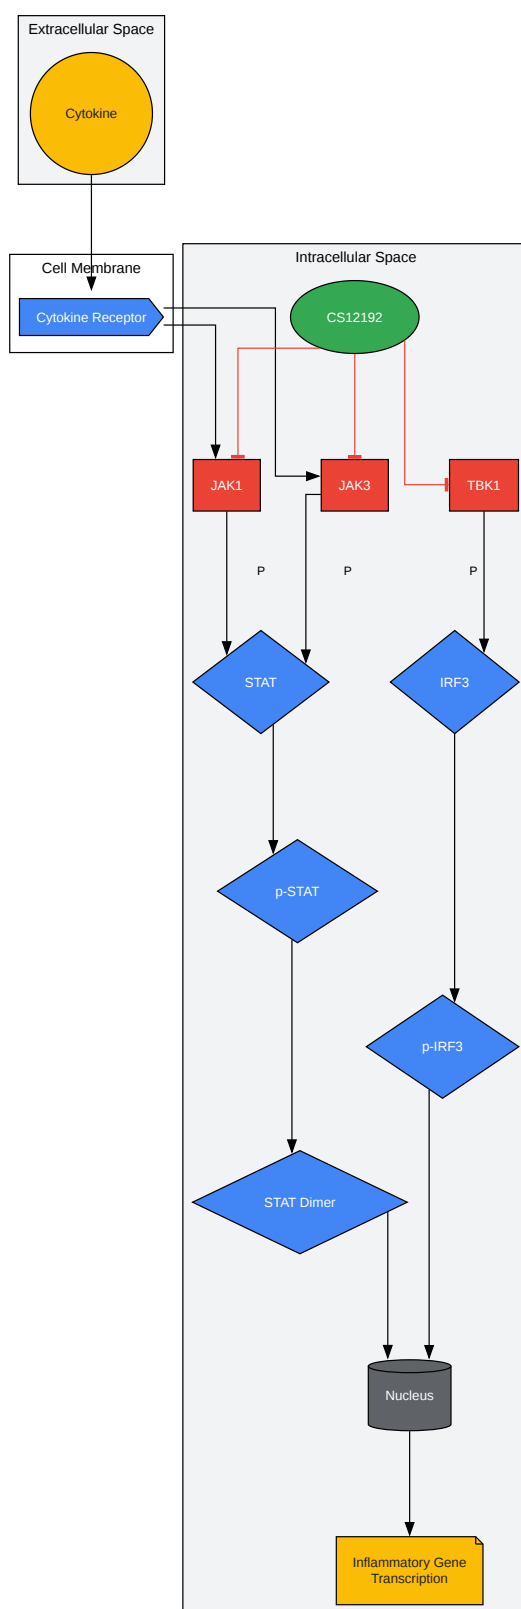 Extracellular Space
Cytokine
Cell Membrane
Cytokine Receptor
Intracellular Space
CS12192
JAK1
JAK3
TBK1
P
P
P
STAT
IRF3
p-STAT
p-IRF3
STAT Dimer
Nucleus
Inflammatory Gene
Transcription